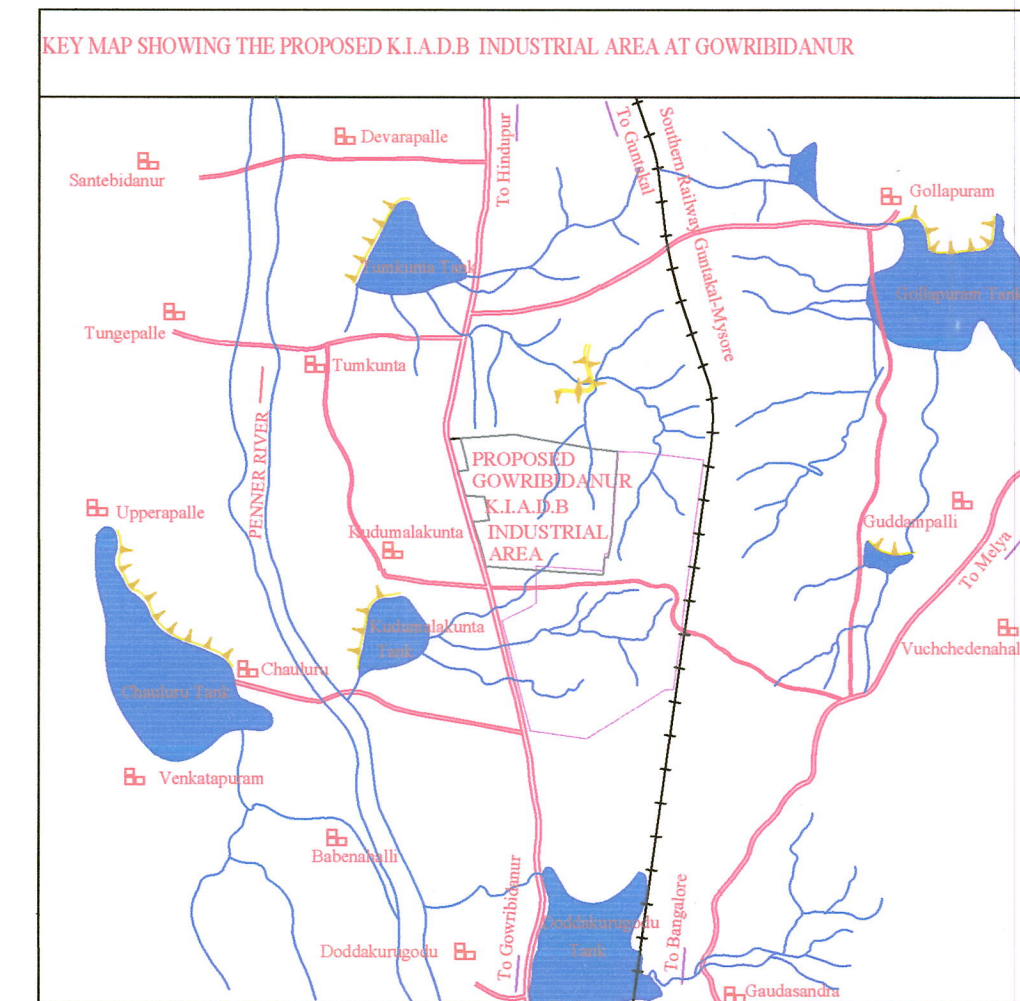 KEY MAP SHOWING THE PROPOSED K.I.A.D.B INDUSTRIAL AREA AT GOWRIBIDANUR
Devarapalle
Santebidanur
To Hindupur
To Guntakal
Southern Railway Guntakal-Mysore
Gollapuram
Tumkuma Tank
Gollapuram Tank
Tungepalle
Tumkunta
PENNER RIVER
PROPOSED
GOWRIBIDANUR
K.I.A.D.B
INDUSTRIAL
AREA
Upperapalle
Kudumalakunta
Guddampalli
To Melya
Kudumalakunta
Tank
Vuchchedenahal
Chauluru
Chauluru Tank
Venkatapuram
Babenahalli
To Gowribidanur
Doddakurugodu
Tank
To Bangalore
Doddakurugodu
Gaudasandra